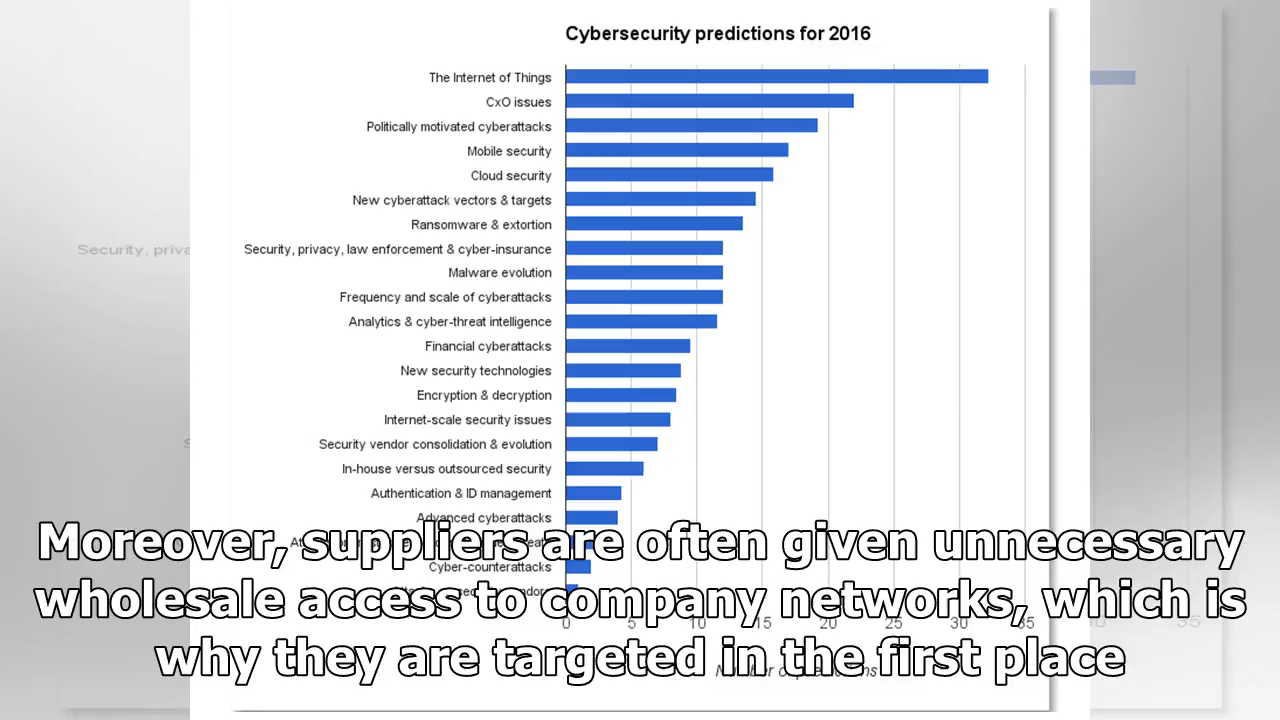 Cybersecurity predictions for 2016
The Internet of Things
CxO issues
Politically motivated cyberattacks
Mobile security
Cloud security
New cyberattack vectors & targets
Ransomware & extortion
Security, priva
Security, privacy, law enforcement & cyber-insurance
Malware evolution
Frequency and scale of cyberattacks
Analytics & cyber-threat intelligence
Financial cyberattacks
New security technologies
Encryption & decryption
Internet-scale security issues
Security vendor consolidation & evolution
In-house versus outsourced security
Authentication & ID management
Advanced cyberattacks
Cyber-counterattacks
0 5 10 15 20 25 30 35
35
Moreover, suppliers are often given unnecessary
wholesale access to company networks, which is
why they are targeted in the first place